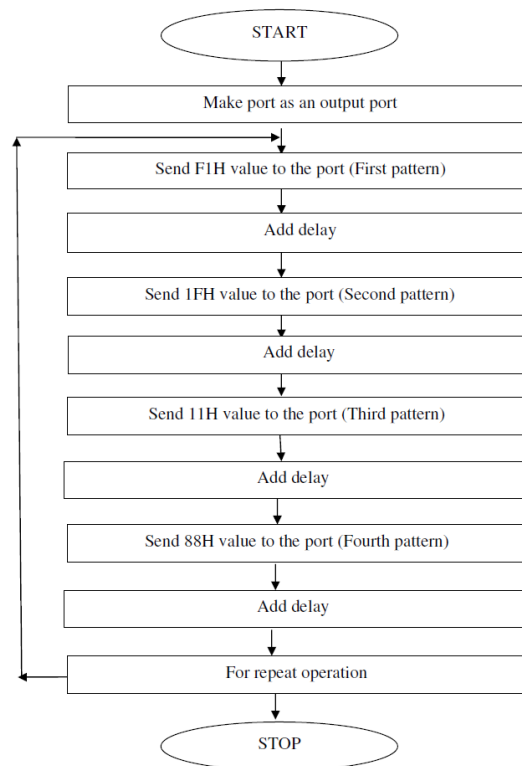 START
Make port as an output port
Send F1H value to the port (First pattern)
Add delay
Send 1FH value to the port (Second pattern)
Add delay
Send 11H value to the port (Third pattern)
Add delay
Send 88H value to the port (Fourth pattern)
Add delay
For repeat operation
STOP